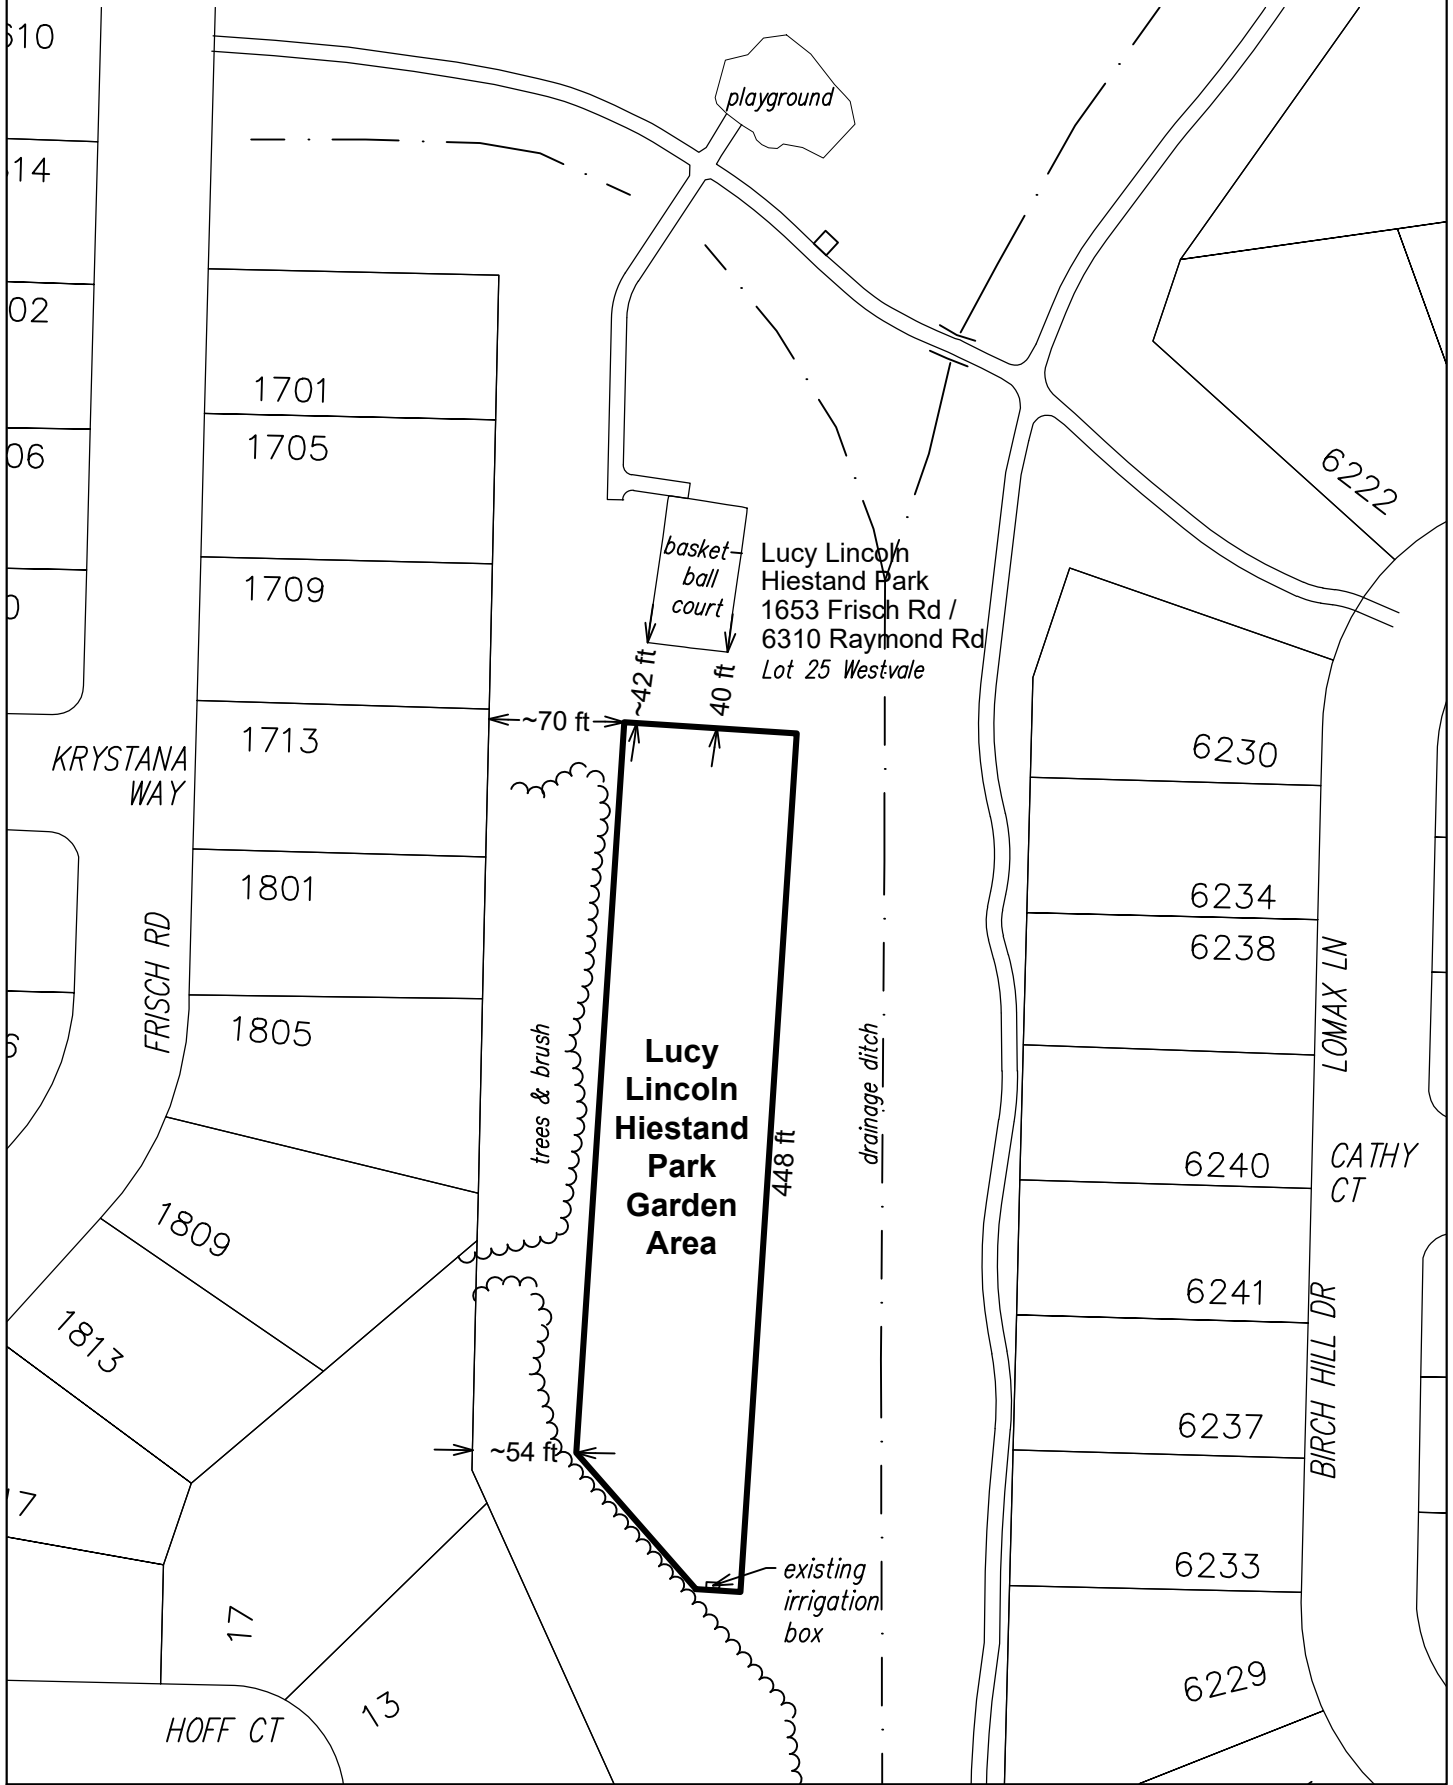 playground
1701
1705
1709
1713
1801
1805
1809
1813
17
13
02
06
14
6222
basket-
ball
court
Lucy Lincoln
Hiestand Park
1653 Frisch Rd /
6310 Raymond Rd
Lot 25 Westvale
~42 ft
40 ft
~70 ft
KRYSTANA
WAY
FRISCH RD
trees & brush
Lucy
Lincoln
Hiestand
Park
Garden
Area
448 ft
drainage ditch
6230
6234
6238
6240
6241
6237
6233
6229
LOMAX LN
CATHY
CT
BIRCH HILL DR
~54 ft
existing
irrigation
box
HOFF CT